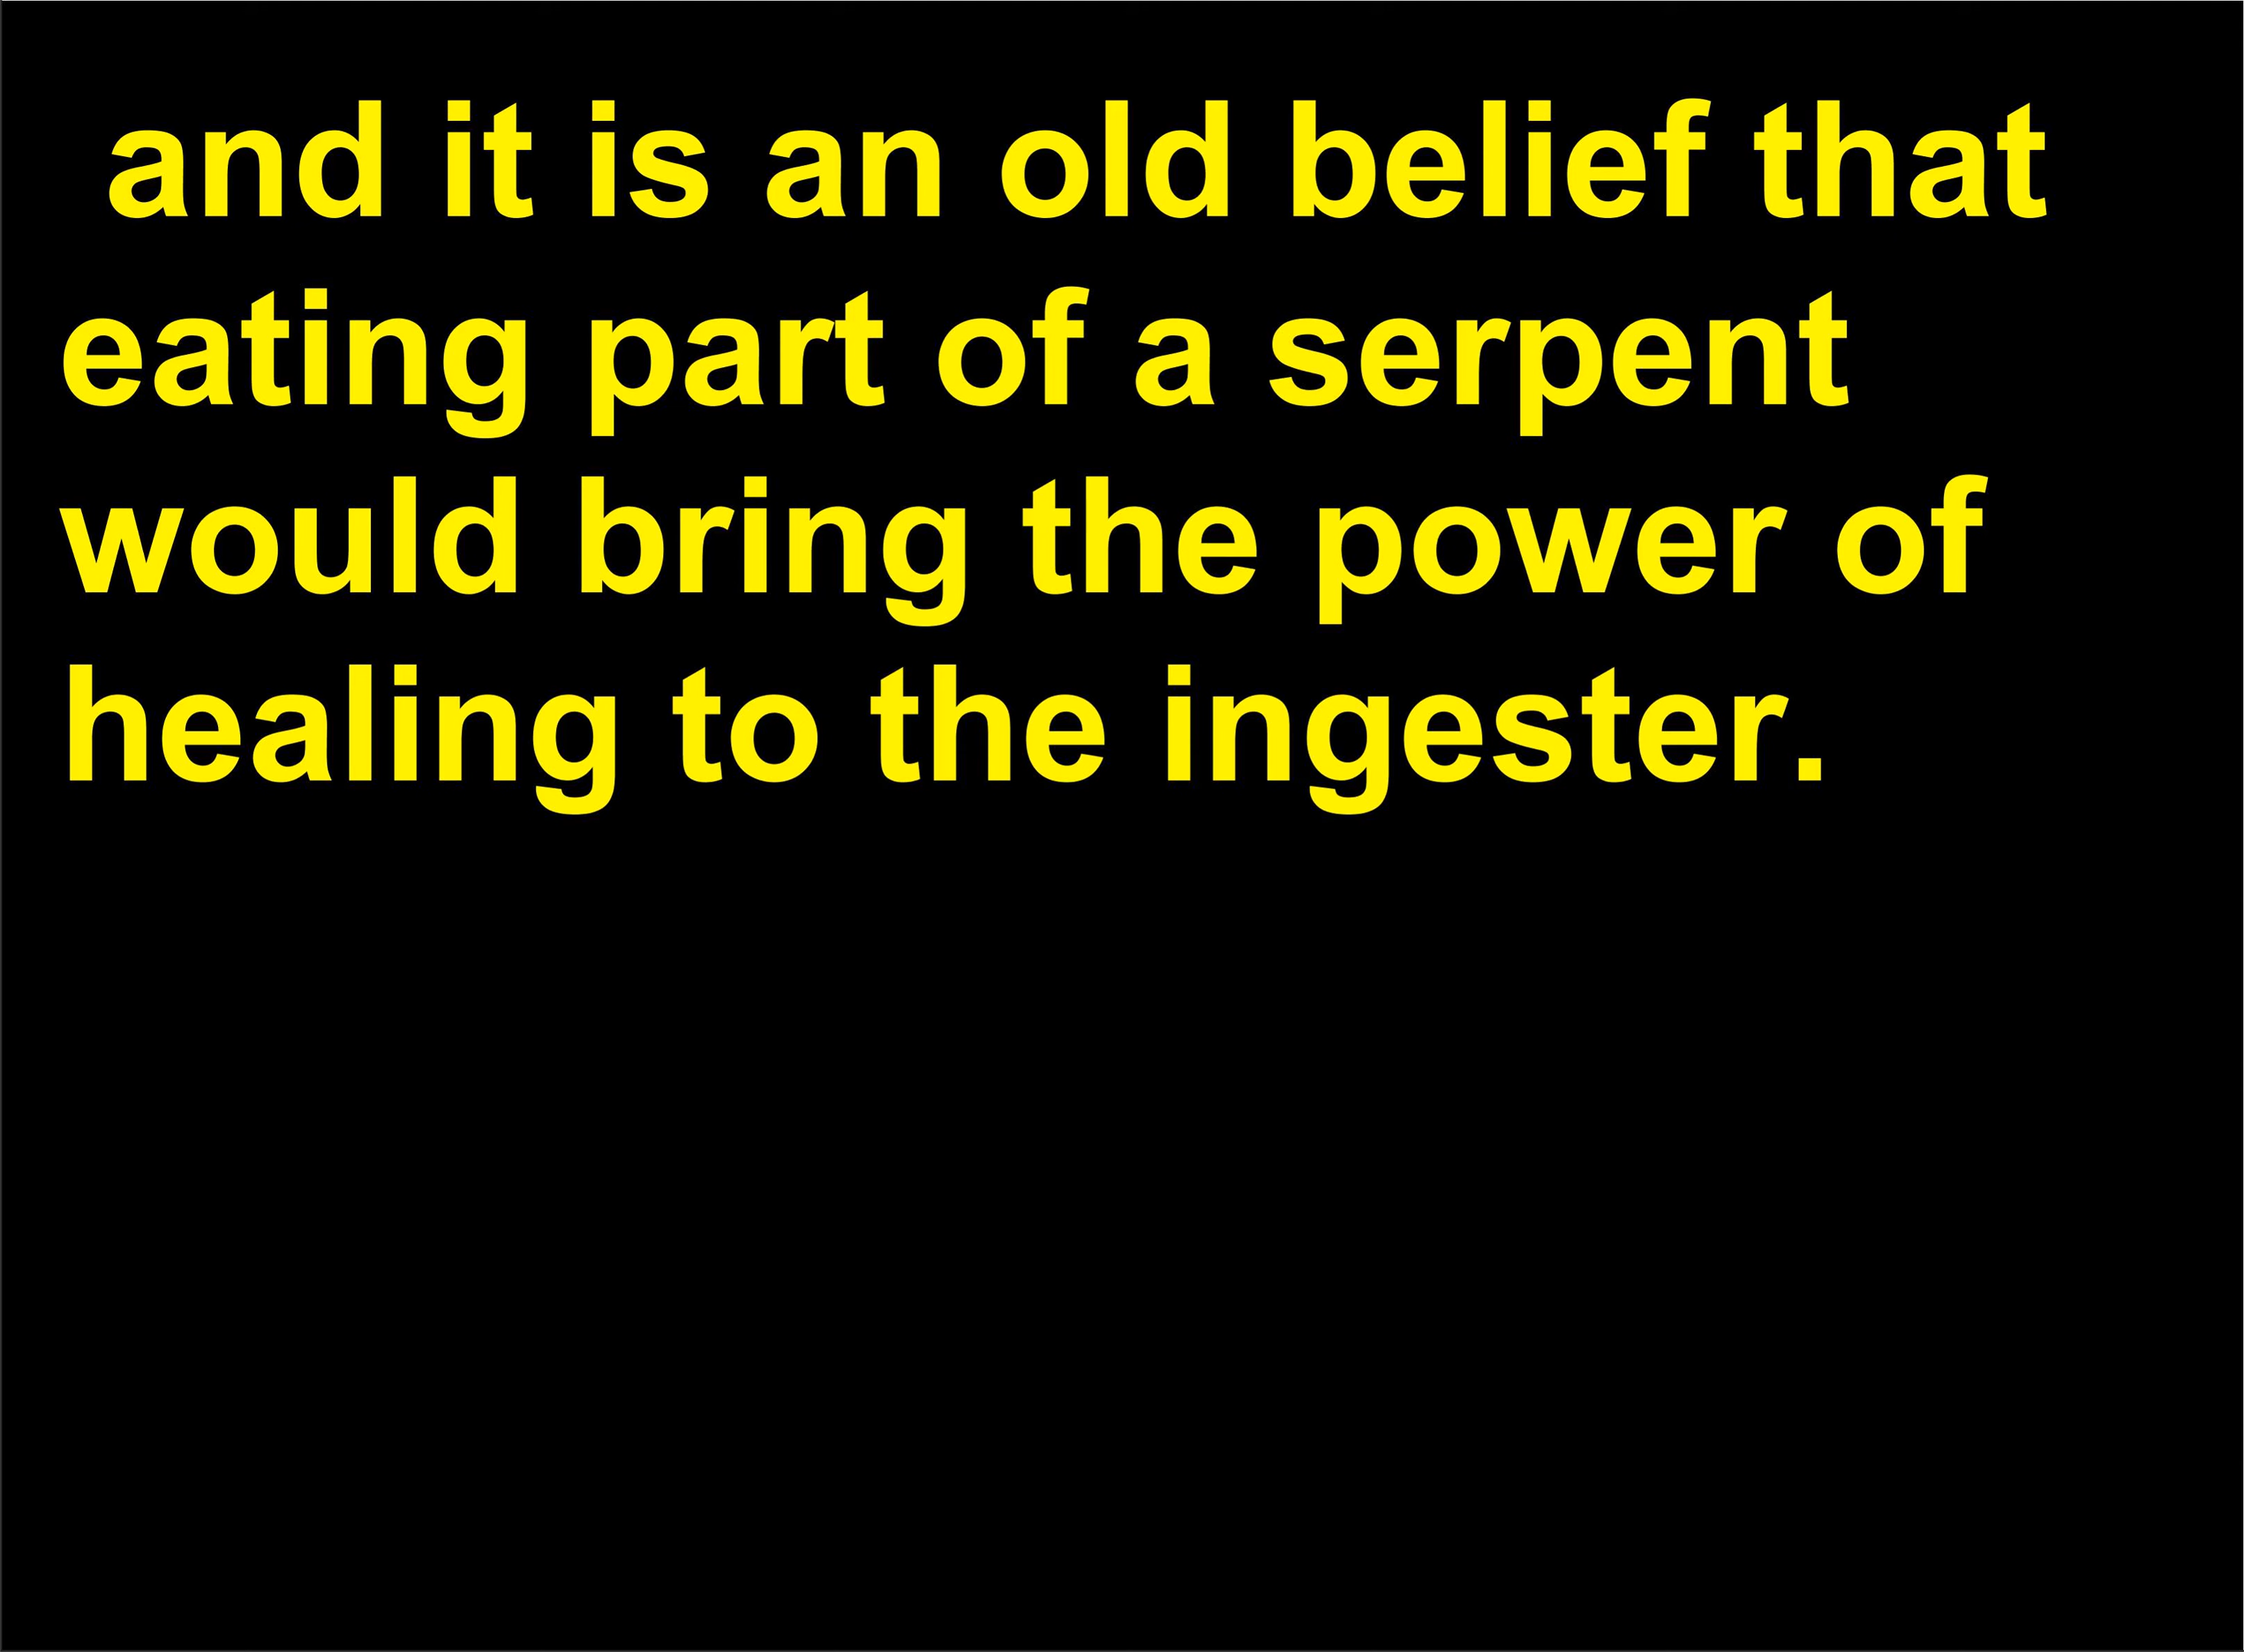 and it is an old belief that
eating part of a serpent
would bring the power of
healing to the ingester.